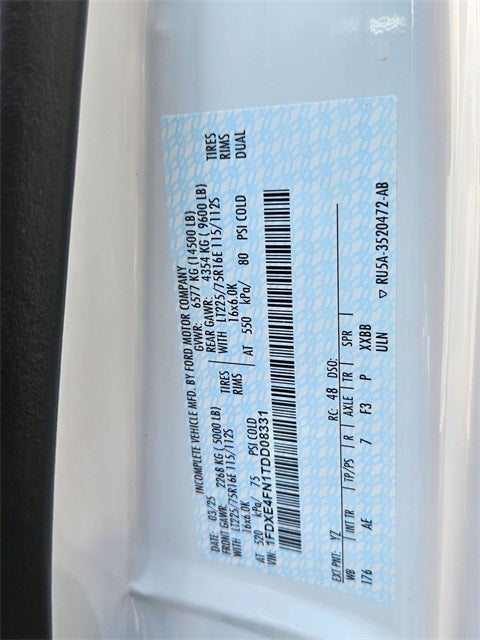 INCOMPLETE VEHICLE MFD. BY FORD MOTOR COMPANY
DATE: 03/25 GVWR: 6577 KG (14500 LB)
FRONT GAWR: 2268 KG ( 5000 LB) REAR GAWR: 4354 KG ( 9600 LB)
WITH LT225/75R16E 115/112S TIRES WITH LT225/75R16E 115/112S TIRES
16x6.0K RIMS 16x6.0K RIMS
AT 520 kPa/ 75 PSI COLD AT 550 kPa/ 80 PSI COLD DUAL
VIN: 1FDXE4FN1TDD08331
EXT PNT: YZ RC: 48 DSO:
WB INT TR TP/PS R AXLE TR SPR
176 AE 7 F3 P XXBB
ULN
▽ RU5A-3520472-AB